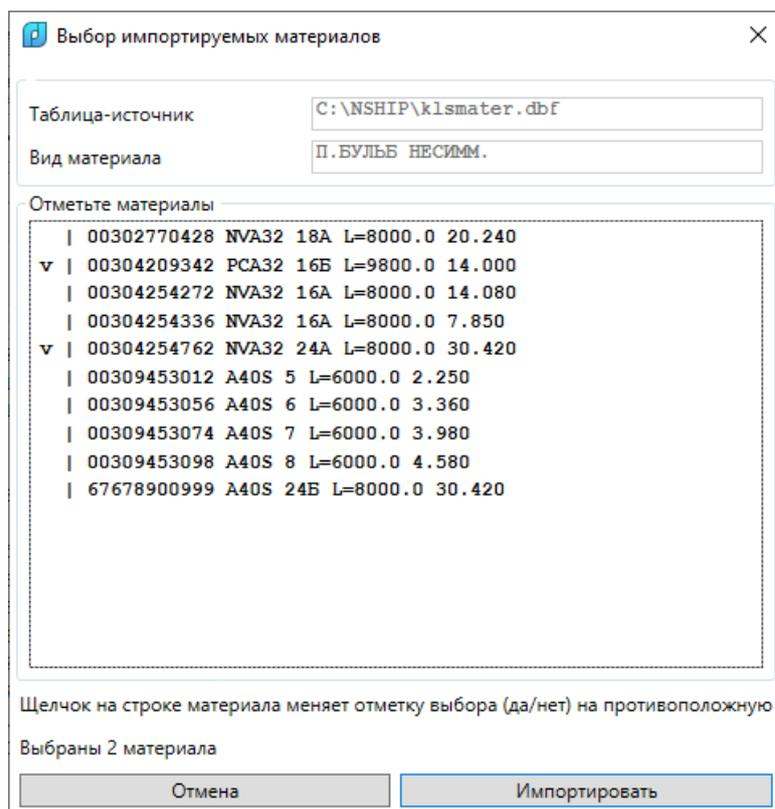 Выбор импортируемых материалов
Таблица-источник C:\NSHIP\klsmater.dbf
Вид материала П.БУЛЬБ НЕСИММ.
Отметьте материалы
| 00302770428 NVA32 18А L=8000.0 20.240
v | 00304209342 РСА32 16Б L=9800.0 14.000
| 00304254272 NVA32 16А L=8000.0 14.080
| 00304254336 NVA32 16А L=8000.0 7.850
v | 00304254762 NVA32 24А L=8000.0 30.420
| 00309453012 A40S 5 L=6000.0 2.250
| 00309453056 A40S 6 L=6000.0 3.360
| 00309453074 A40S 7 L=6000.0 3.980
| 00309453098 A40S 8 L=6000.0 4.580
| 67678900999 A40S 24Б L=8000.0 30.420
Щелчок на строке материала меняет отметку выбора (да/нет) на противоположную
Выбраны 2 материала
Отмена Импортировать